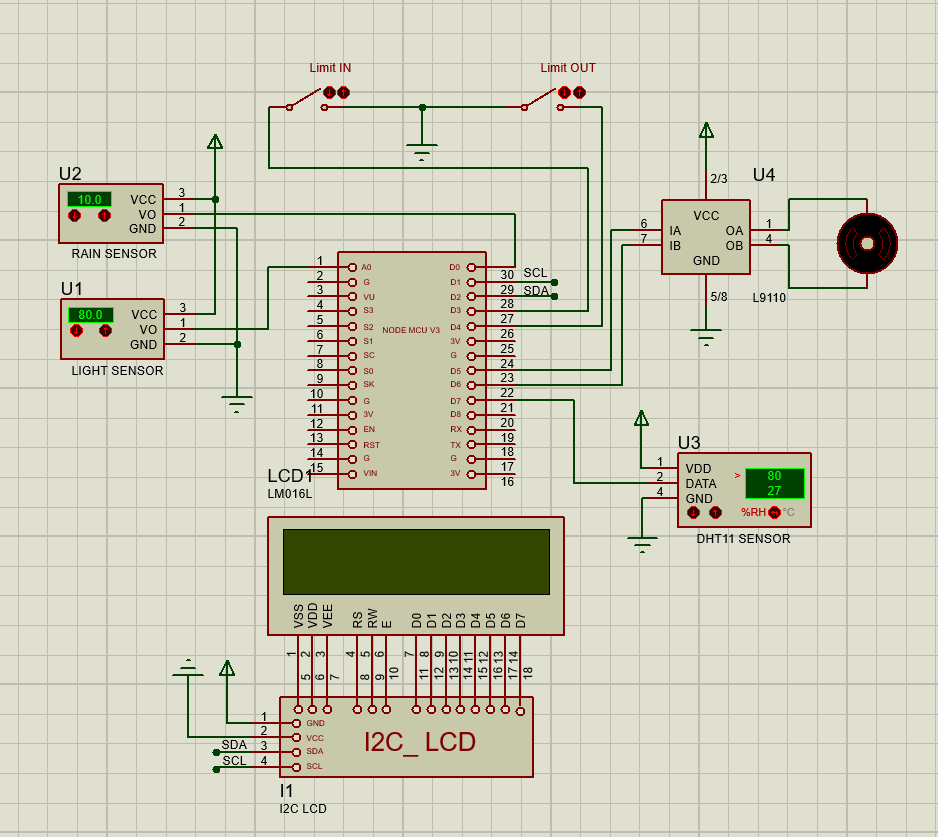 Limit IN
Limit OUT
U2
10.0
VCC 3
VO 1
GND 2
RAIN SENSOR
U1
80.0
VCC 3
VO 1
GND 2
LIGHT SENSOR
NODE MCU V3
1 A0
2 G
3 VU
4 S3
5 S2
6 S1
7 SC
8 S0
9 SK
10 G
11 3V
12 EN
13 RST
14 G
15 VIN
D0 30
D1 29
D2 28
D3 27
D4 26
3V 25
G 24
D5 23
D6 22
D7 21
D8 20
RX 19
TX 18
G 17
3V 16
SCL
SDA
U4
2/3
VCC
6 IA
7 IB
OA 1
OB 4
GND
5/8
L9110
U3
1 VDD
2 DATA
4 GND
>
80
27
%RH °C
DHT11 SENSOR
LCD1
LM016L
VSS VDD VEE RS RW E D0 D1 D2 D3 D4 D5 D6 D7
1 2 3 4 5 6 7 8 9 10 11 12 13 14
5 6 7 8 9 10 11 12 13 14 15 16 17 18
1 GND
2 VCC
SDA 3 SDA
SCL 4 SCL
I2C_ LCD
I1
I2C LCD